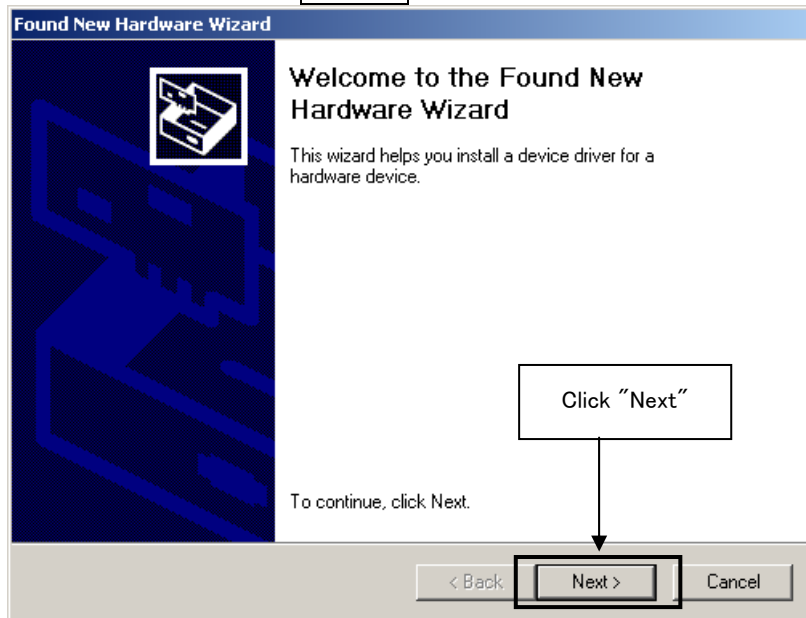 Found New Hardware Wizard
Welcome to the Found New
Hardware Wizard
This wizard helps you install a device driver for a
hardware device.
Click "Next"
To continue, click Next.
< Back
Next >
Cancel